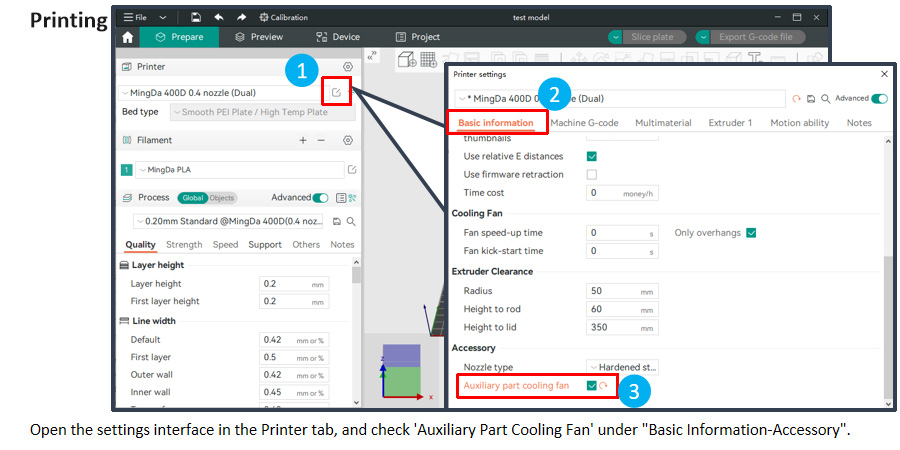 Printing
File
Calibration
test model
Prepare
Preview
Device
Project
Slice plate
Export G-code file
Printer
1
MingDa 400D 0.4 nozzle (Dual)
Bed type
Smooth PEI Plate / High Temp Plate
Filament
1
MingDa PLA
Process
Global
Objects
Advanced
0.20mm Standard @MingDa 400D(0.4 noz...
Quality
Strength
Speed
Support
Others
Notes
Layer height
Layer height 0.2 mm
First layer height 0.2 mm
Line width
Default 0.42 mm or %
First layer 0.5 mm or %
Outer wall 0.42 mm or %
Inner wall 0.45 mm or %
z
x
Printer settings
2
* MingDa 400D 0 le (Dual)
Advanced
Basic information
Machine G-code
Multimaterial
Extruder 1
Motion ability
Notes
thumbnails
Use relative E distances
Use firmware retraction
Time cost 0 money/h
Cooling Fan
Fan speed-up time 0 s Only overhangs
Fan kick-start time 0 s
Extruder Clearance
Radius 50 mm
Height to rod 60 mm
Height to lid 350 mm
Accessory
Nozzle type Hardened st...
Auxiliary part cooling fan
3
Open the settings interface in the Printer tab, and check 'Auxiliary Part Cooling Fan' under "Basic Information-Accessory".